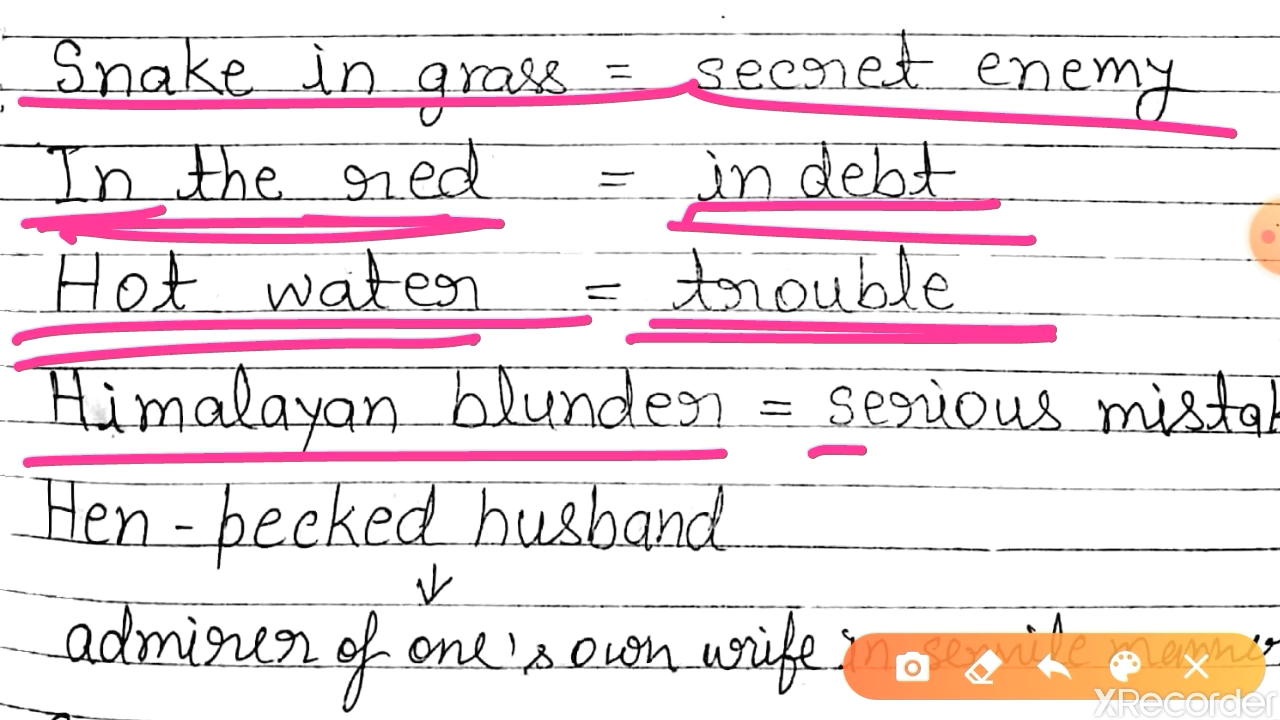 Snake in grass = secret enemy
In the red = in debt
Hot water = trouble
Himalayan blunder = serious mistak
Hen-pecked husband
↓
admirer of one's own wife in servile manner
XRecorder